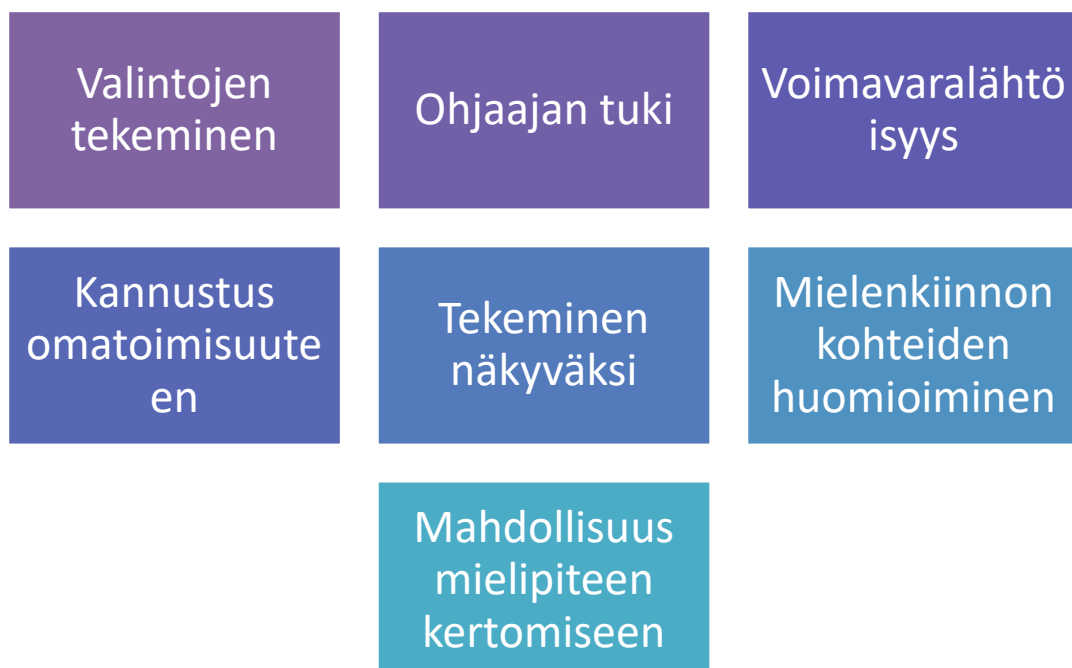 Valintojen
tekeminen
Ohjaajan tuki
Voimavaralähtö
isyys
Kannustus
omatoimisuute
en
Tekeminen
näkyväksi
Mielenkiinnon
kohteiden
huomioiminen
Mahdollisuus
mielipiteen
kertomiseen